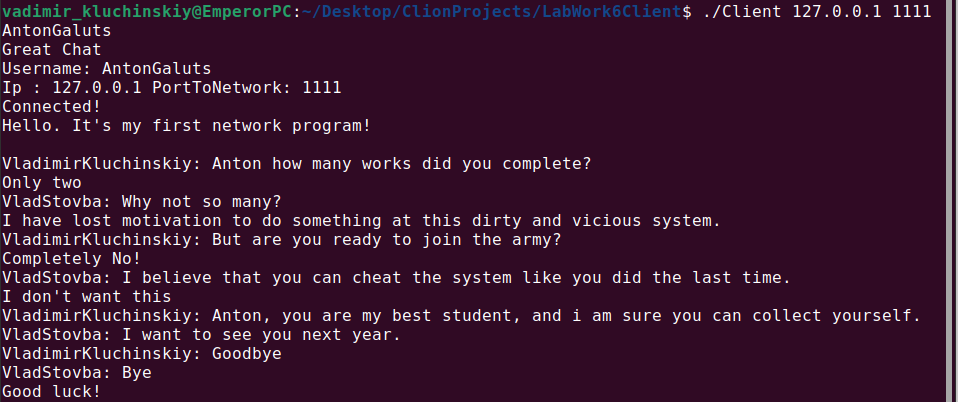 vadimir_kluchinskiy@EmperorPC:~/Desktop/ClionProjects/LabWork6Client$ ./Client 127.0.0.1 1111
AntonGaluts
Great Chat
Username: AntonGaluts
Ip : 127.0.0.1 PortToNetwork: 1111
Connected!
Hello. It's my first network program!
VladimirKluchinskiy: Anton how many works did you complete?
Only two
VladStovba: Why not so many?
I have lost motivation to do something at this dirty and vicious system.
VladimirKluchinskiy: But are you ready to join the army?
Completely No!
VladStovba: I believe that you can cheat the system like you did the last time.
I don't want this
VladimirKluchinskiy: Anton, you are my best student, and i am sure you can collect yourself.
VladStovba: I want to see you next year.
VladimirKluchinskiy: Goodbye
VladStovba: Bye
Good luck!